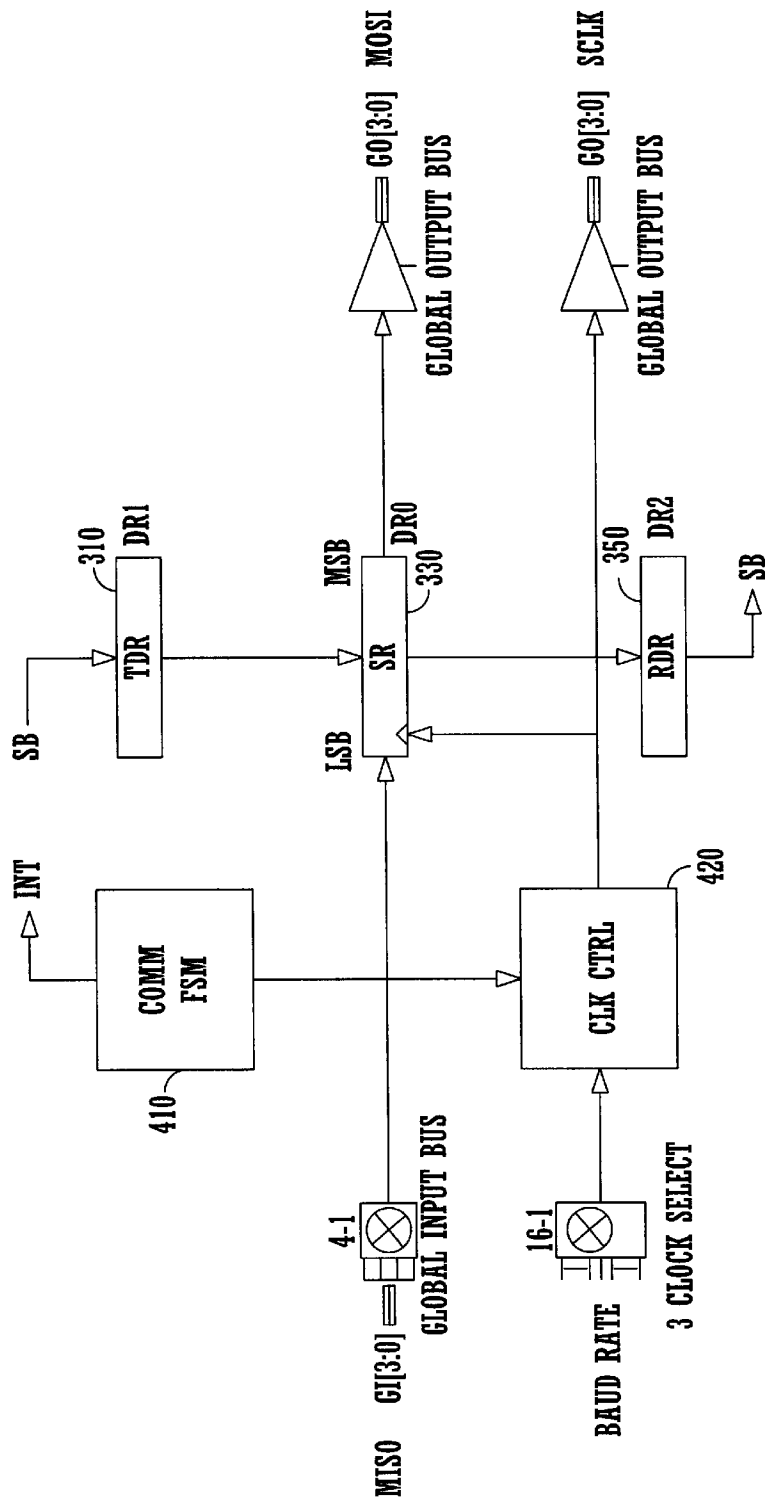 SB
310
TDR
DR1
INT
COMM
FSM
410
MISO
GI[3:0]
4-1
GLOBAL INPUT BUS
LSB
MSB
SR
DR0
330
GO[3:0]
MOSI
GLOBAL OUTPUT BUS
BAUD RATE
16-1
3 CLOCK SELECT
CLK CTRL
420
350
RDR
DR2
SB
GO[3:0]
SCLK
GLOBAL OUTPUT BUS